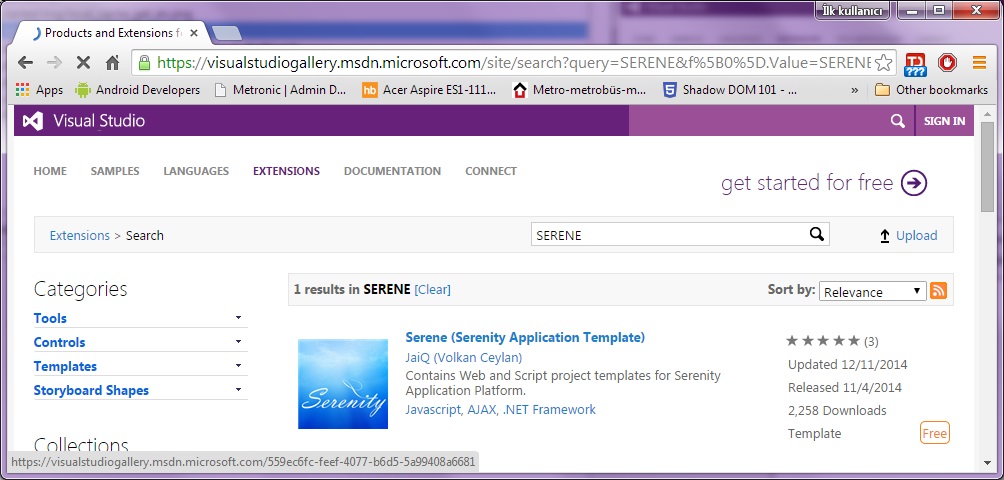 İlk kullanıcı
Products and Extensions fo
https://visualstudiogallery.msdn.microsoft.com/site/search?query=SERENE&f%5B0%5D.Value=SERENE
???
Apps Android Developers Metronic | Admin D... hb Acer Aspire ES1-111... Metro-metrobüs-m... Shadow DOM 101 - ... » Other bookmarks
Visual Studio SIGN IN
HOME SAMPLES LANGUAGES EXTENSIONS DOCUMENTATION CONNECT
get started for free
Extensions > Search SERENE Upload
Categories
1 results in SERENE [Clear] Sort by: Relevance
Tools
Controls
Templates
Storyboard Shapes
Serenity
Serene (Serenity Application Template)
JaiQ (Volkan Ceylan)
Contains Web and Script project templates for Serenity
Application Platform.
Javascript, AJAX, .NET Framework
(3)
Updated 12/11/2014
Released 11/4/2014
2,258 Downloads
Template Free
Collections
https://visualstudiogallery.msdn.microsoft.com/559ec6fc-feef-4077-b6d5-5a99408a6681